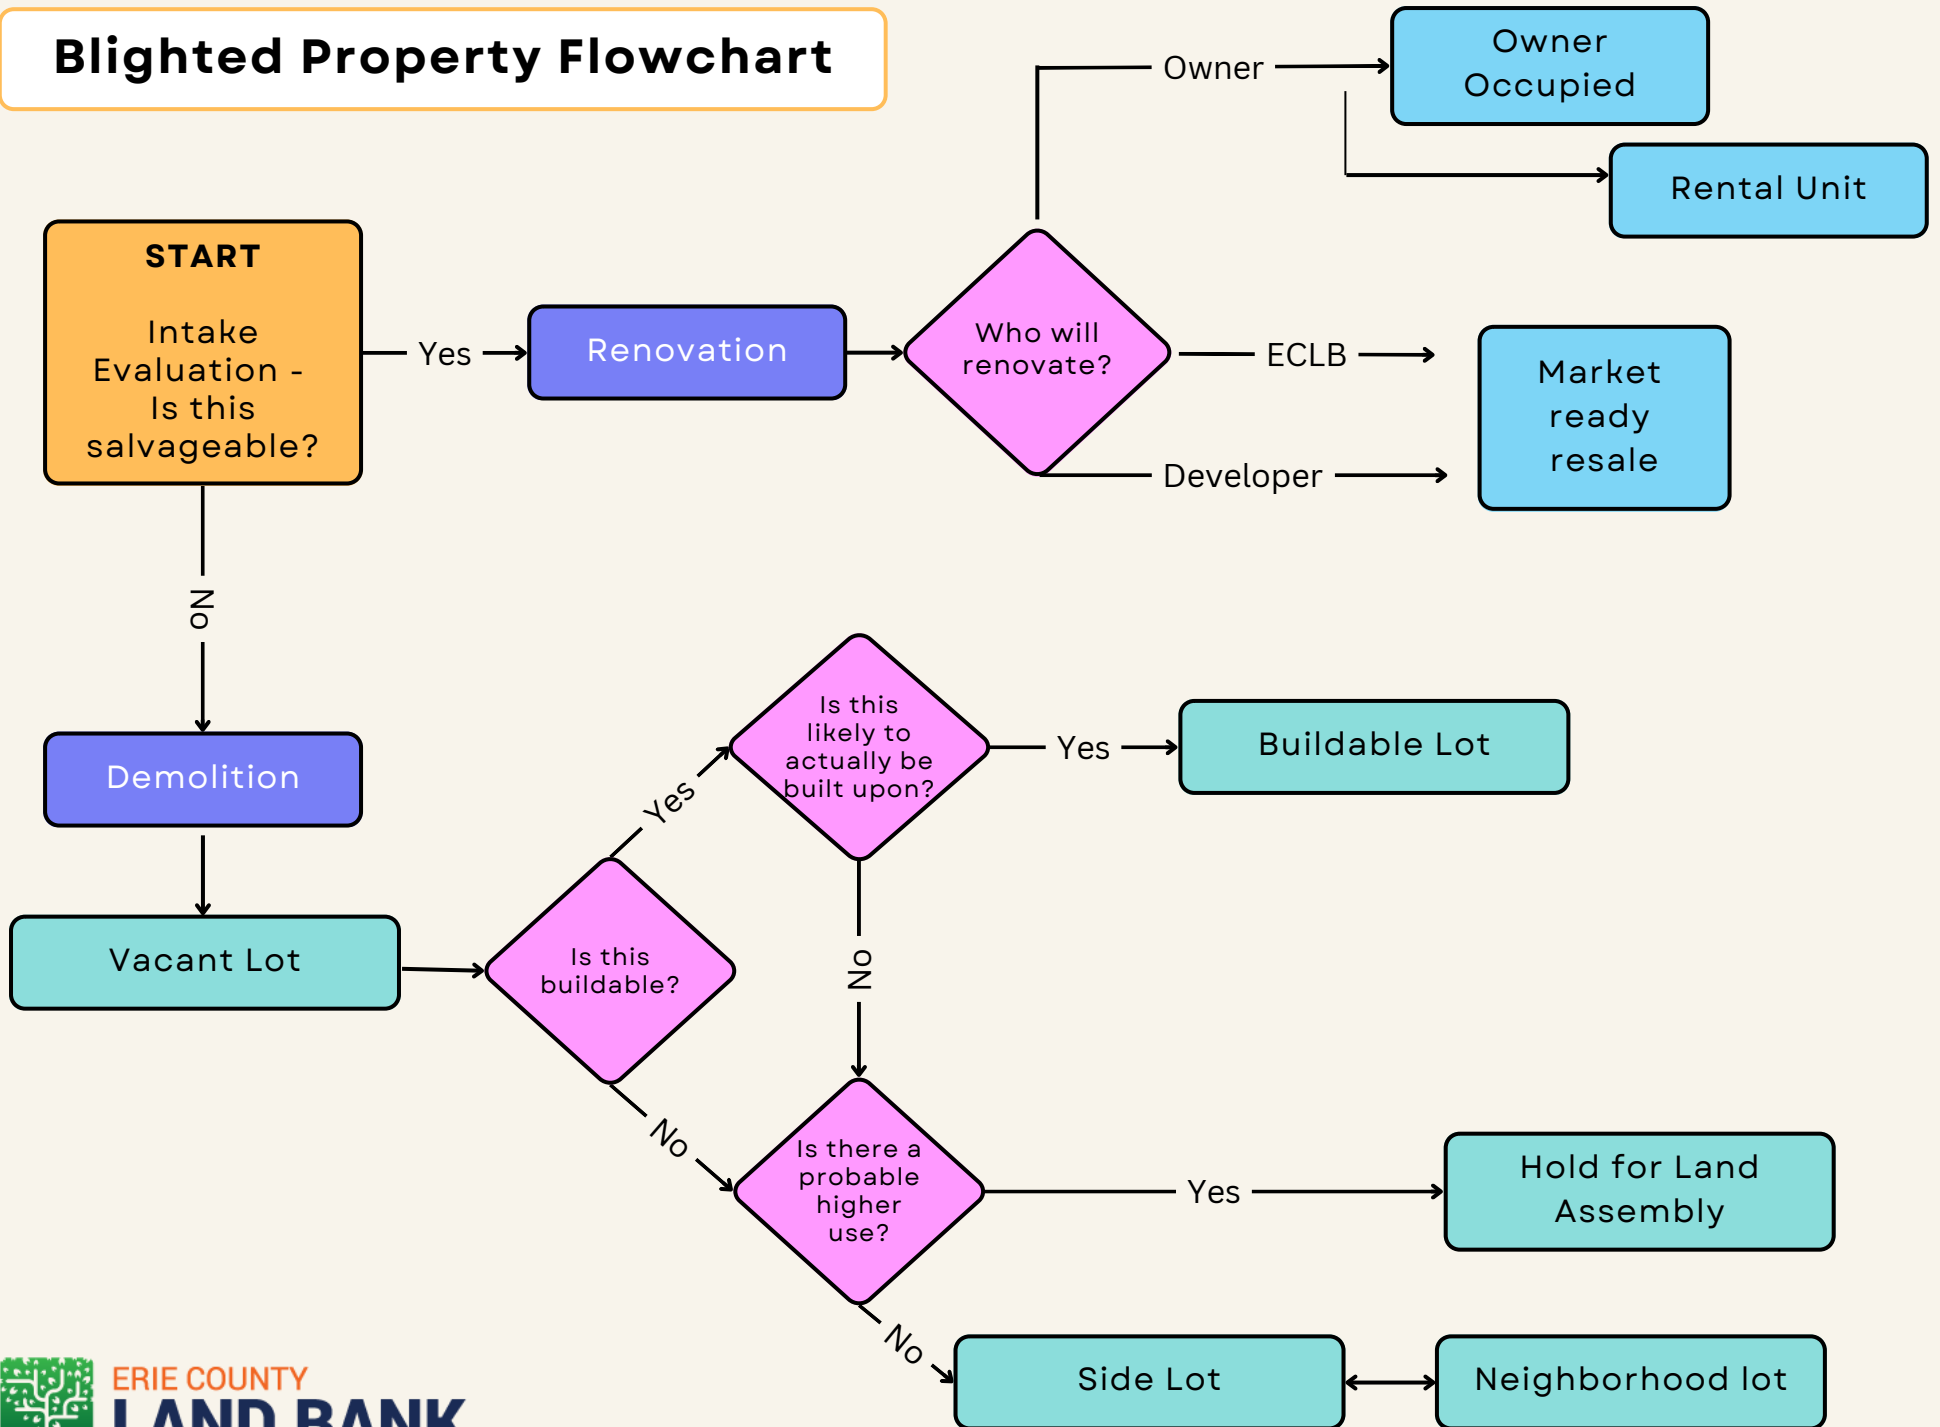 Blighted Property Flowchart
Owner
Owner
Occupied
Rental Unit
START
Intake
Evaluation -
Is this
salvageable?
Yes
Renovation
Who will
renovate?
ECLB
Market
ready
resale
Developer
No
Demolition
Vacant Lot
Is this
buildable?
Yes
Is this
likely to
actually be
built upon?
Yes
Buildable Lot
No
No
Is there a
probable
higher
use?
Yes
Hold for Land
Assembly
No
Side Lot
Neighborhood lot
ERIE COUNTY
LAND BANK